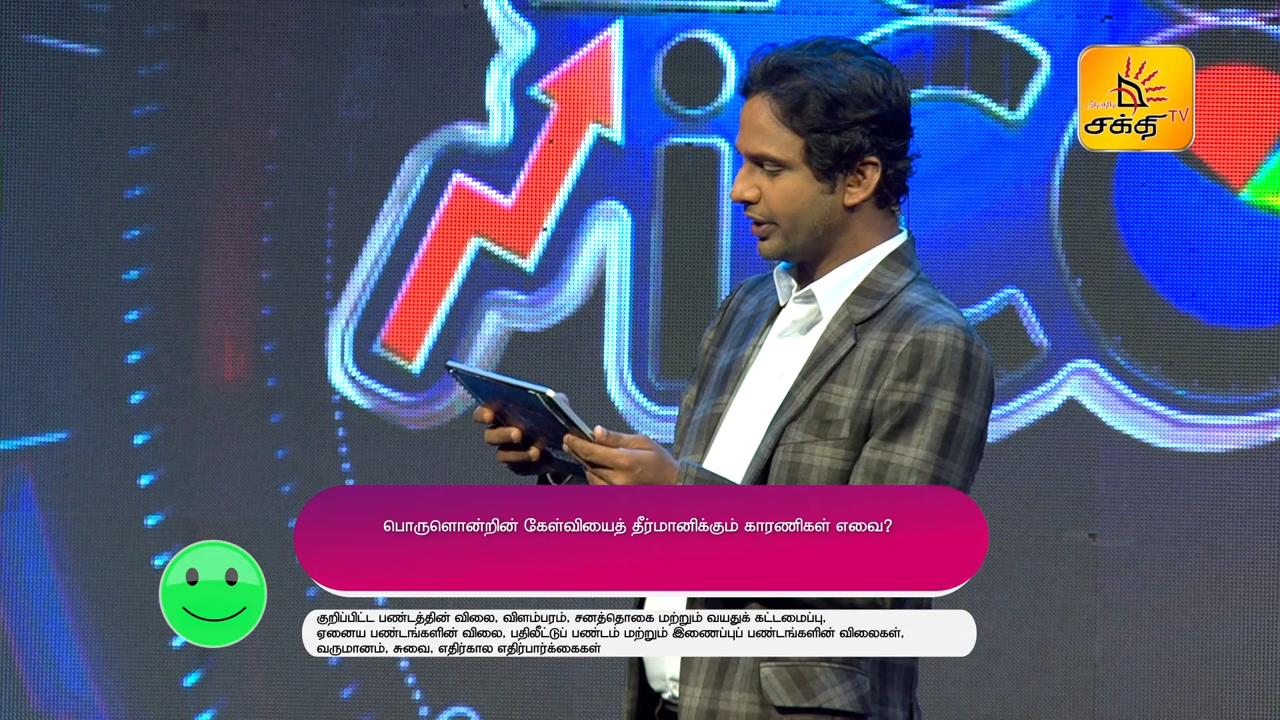 சக்தி TV
பொருளொன்றின் கேள்வியைத் தீர்மானிக்கும் காரணிகள் எவை?
குறிப்பிட்ட பண்டத்தின் விலை, விளம்பரம், சனத்தொகை மற்றும் வயதுக் கட்டமைப்பு,
ஏனைய பண்டங்களின் விலை, பதிலீட்டுப் பண்டம் மற்றும் இணைப்புப் பண்டங்களின் விலைகள்,
வருமானம், சுவை, எதிர்கால எதிர்பார்க்கைகள்